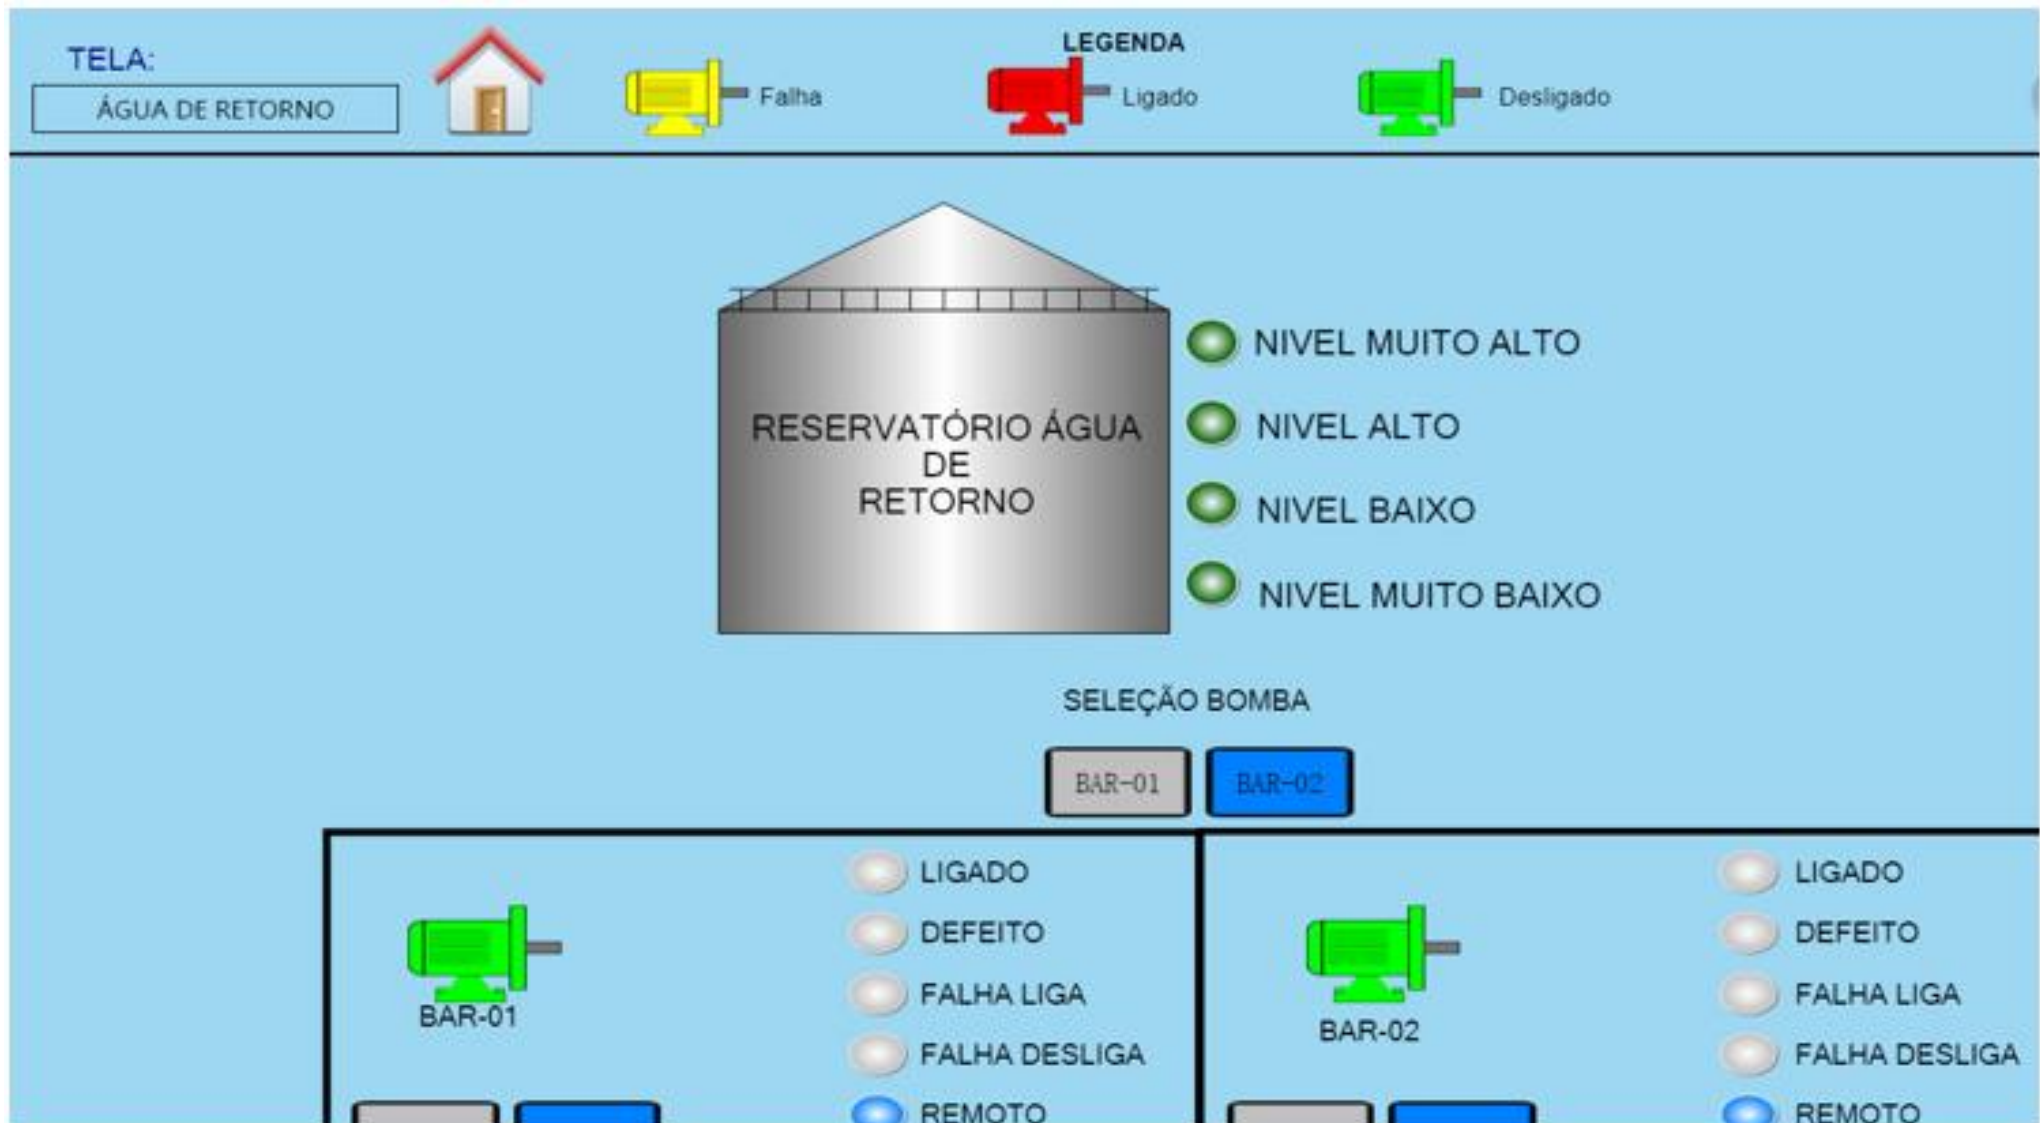 TELA:
ÁGUA DE RETORNO
LEGENDA
Falha
Ligado
Desligado
RESERVATÓRIO ÁGUA
DE
RETORNO
NIVEL MUITO ALTO
NIVEL ALTO
NIVEL BAIXO
NIVEL MUITO BAIXO
SELEÇÃO BOMBA
BAR-01
BAR-02
BAR-01
LIGADO
DEFEITO
FALHA LIGA
FALHA DESLIGA
REMOTO
BAR-02
LIGADO
DEFEITO
FALHA LIGA
FALHA DESLIGA
REMOTO